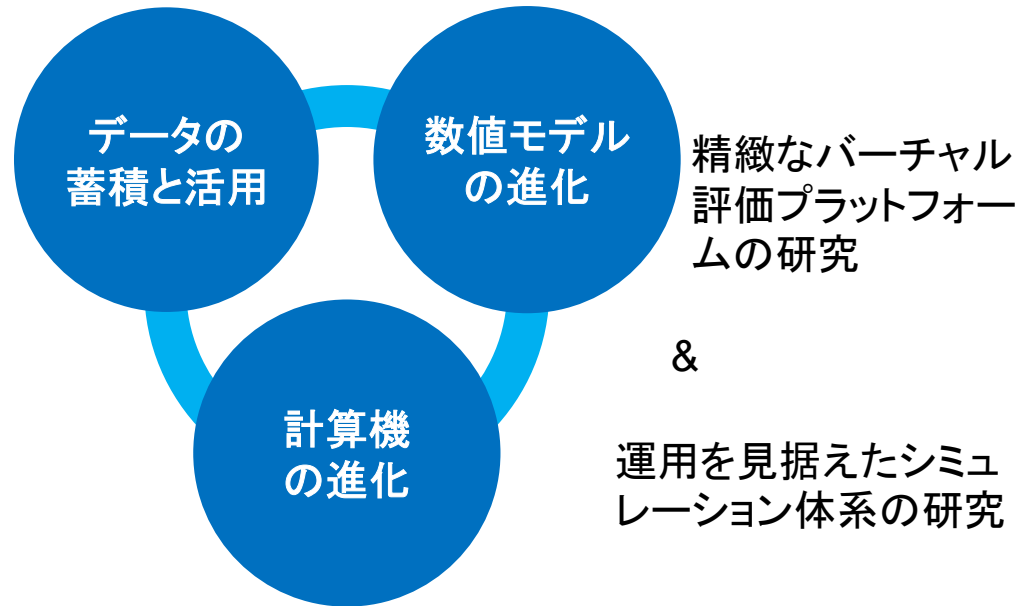 データの
蓄積と活用
数値モデル
の進化
計算機
の進化
精緻なバーチャル
評価プラットフォー
ムの研究
&
運用を見据えたシミュ
レーション体系の研究